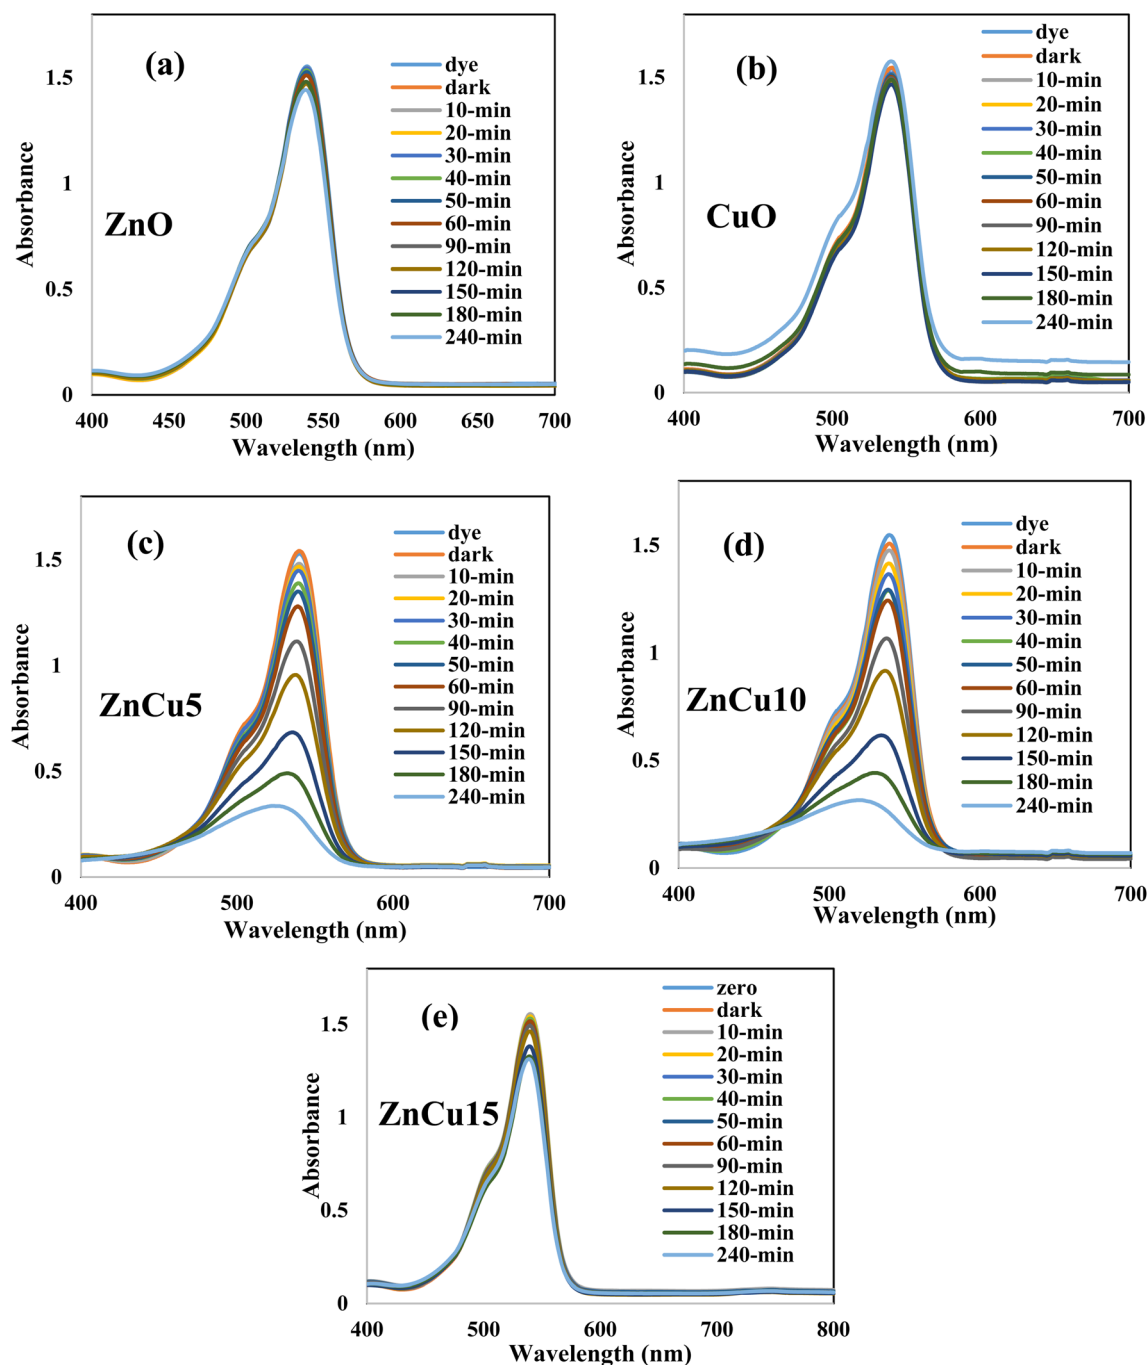 (a)
ZnO
Absorbance
1.5
1
0.5
0
400
450
500
550
600
650
700
Wavelength (nm)
dye
dark
10-min
20-min
30-min
40-min
50-min
60-min
90-min
120-min
150-min
180-min
240-min
(b)
CuO
Absorbance
1.5
1
0.5
0
400
500
600
700
Wavelength (nm)
dye
dark
10-min
20-min
30-min
40-min
50-min
60-min
90-min
120-min
150-min
180-min
240-min
(c)
ZnCu5
Absorbance
1.5
1
0.5
0
400
500
600
700
Wavelength (nm)
dye
dark
10-min
20-min
30-min
40-min
50-min
60-min
90-min
120-min
150-min
180-min
240-min
(d)
ZnCu10
Absorbance
1.5
1
0.5
0
400
500
600
700
Wavelength (nm)
dye
dark
10-min
20-min
30-min
40-min
50-min
60-min
90-min
120-min
150-min
180-min
240-min
(e)
ZnCu15
Absorbance
1.5
1
0.5
0
400
500
600
700
800
Wavelength (nm)
zero
dark
10-min
20-min
30-min
40-min
50-min
60-min
90-min
120-min
150-min
180-min
240-min